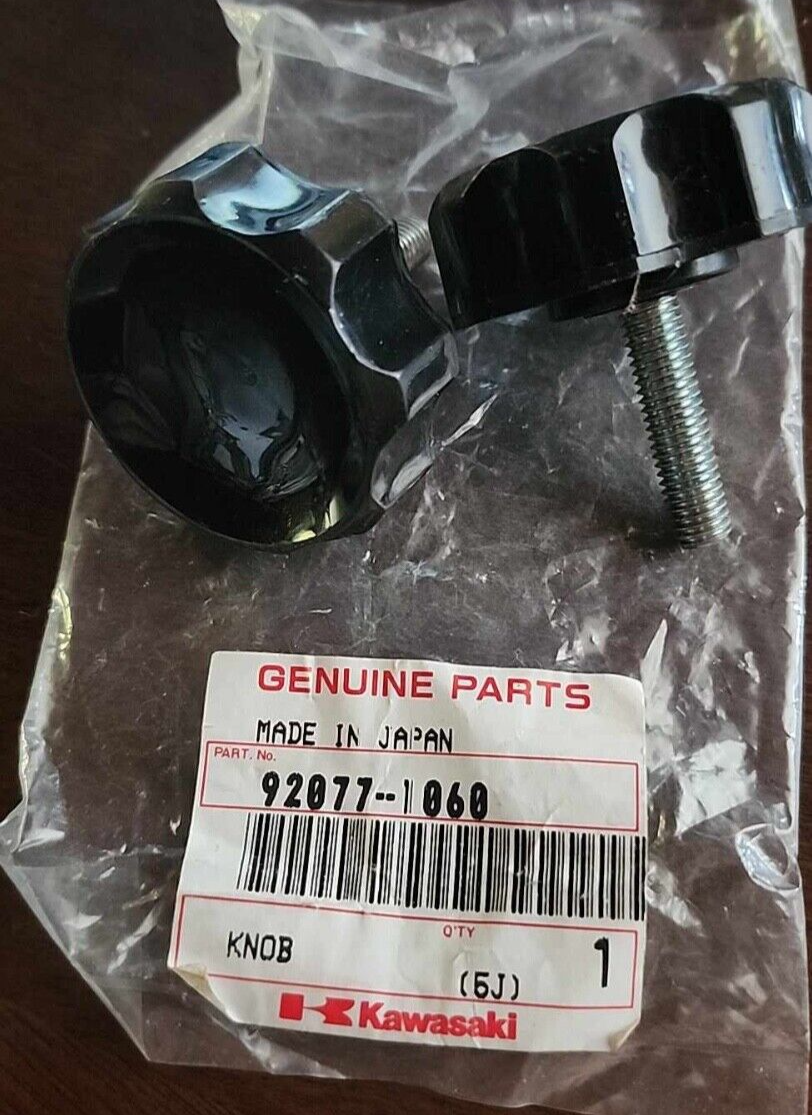 GENUINE PARTS
MADE IN JAPAN
PART. No.
92077-1060
Q'TY
KNOB 1
(5J)
Kawasaki